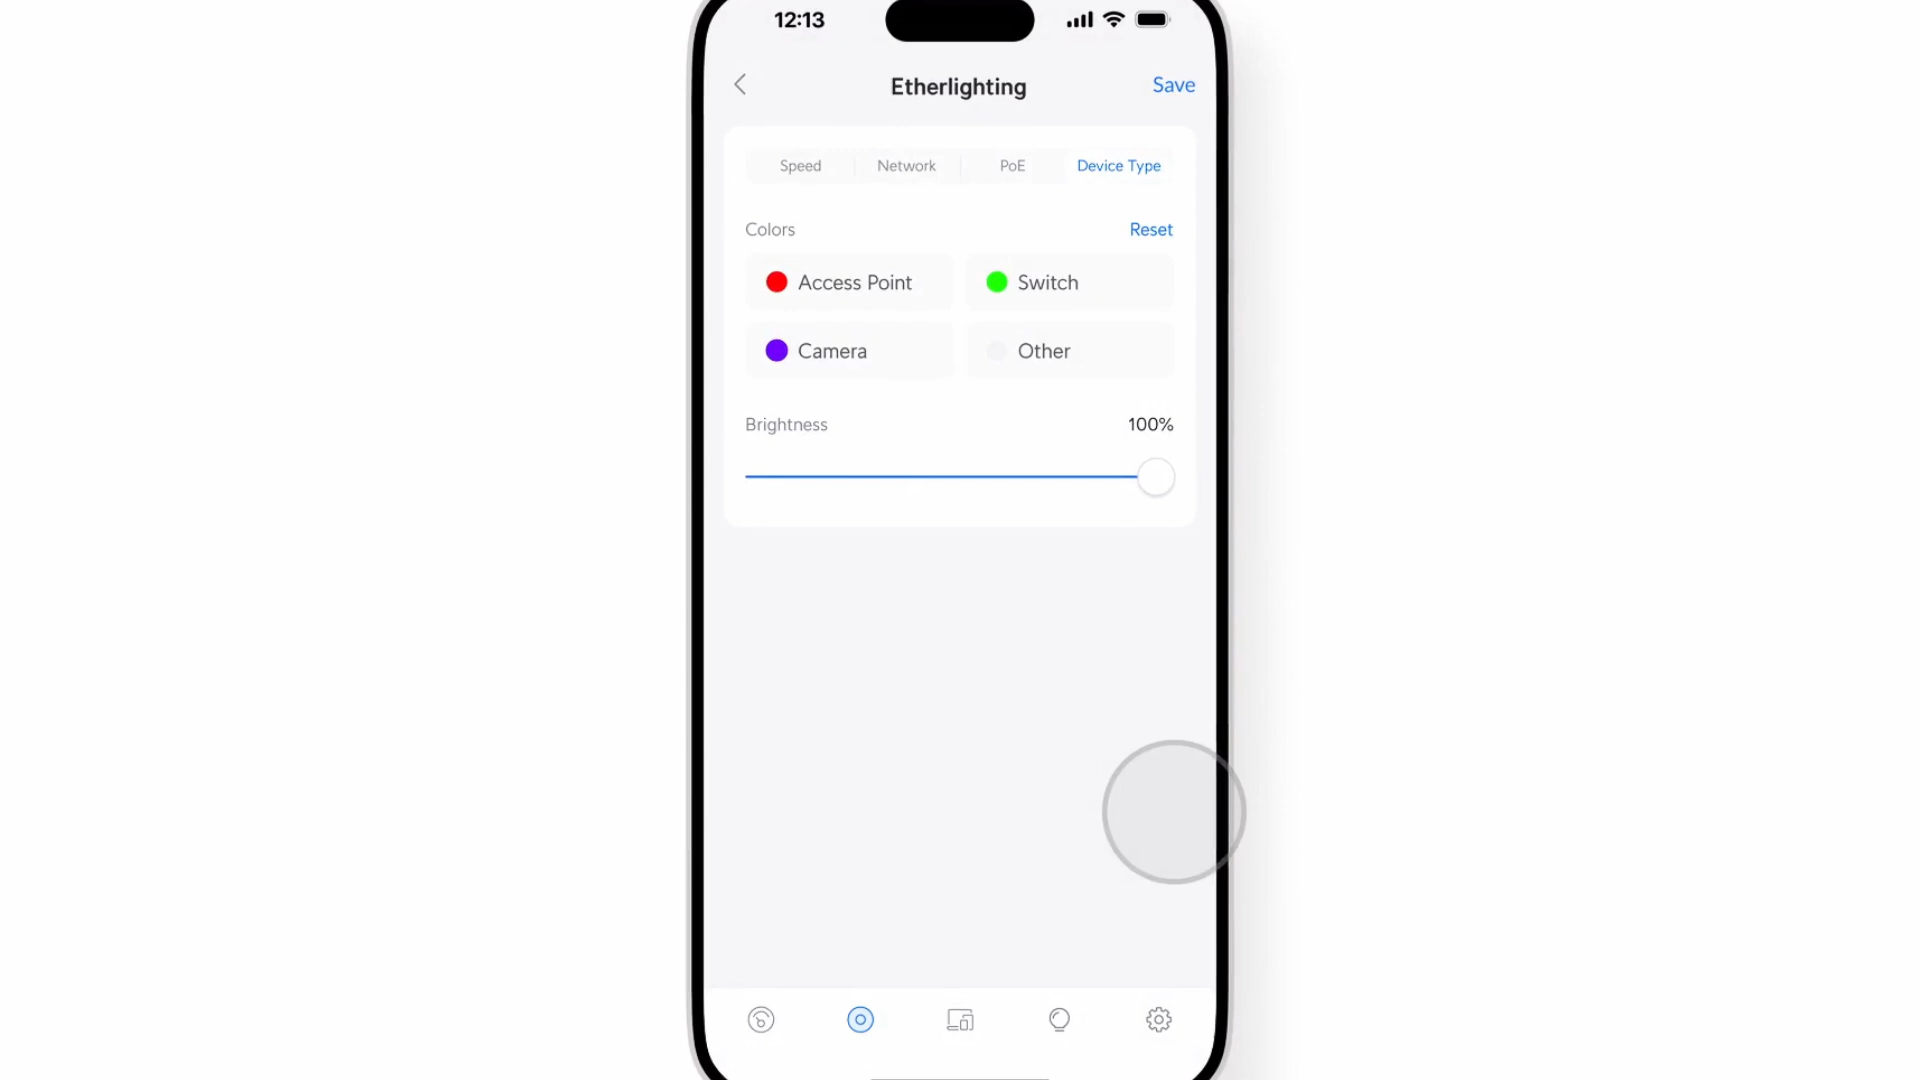 12:13
Etherlighting
Save
Speed
Network
PoE
Device Type
Colors
Reset
Access Point
Switch
Camera
Other
Brightness
100%